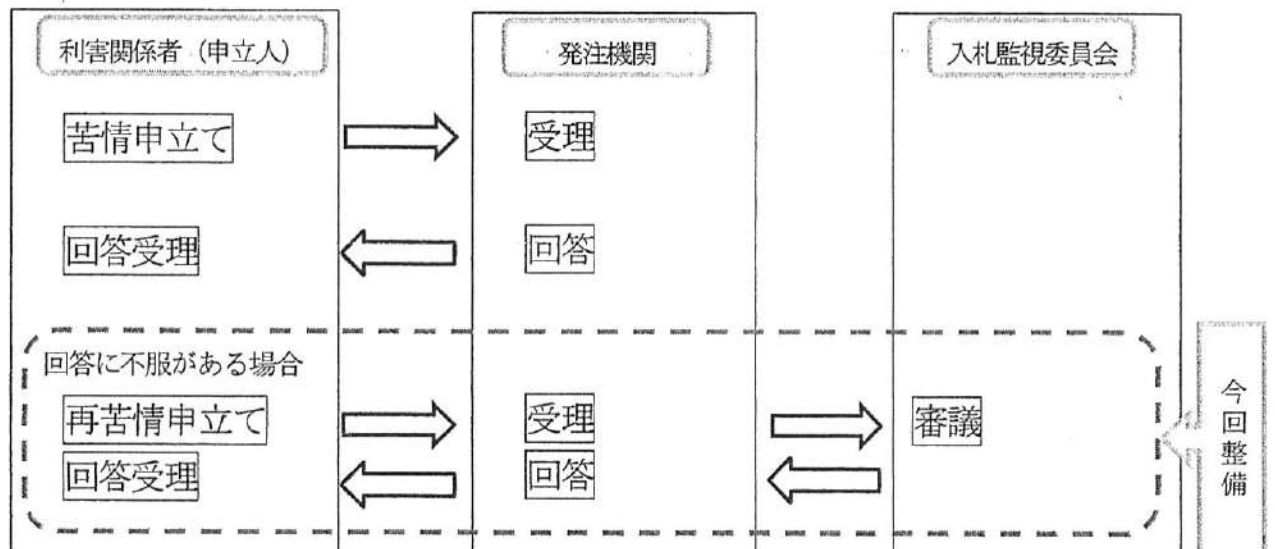 利害関係者（申立人）
発注機関
入札監視委員会
苦情申立て
受理
回答受理
回答
回答に不服がある場合
再苦情申立て
受理
審議
回答受理
回答
今回整備